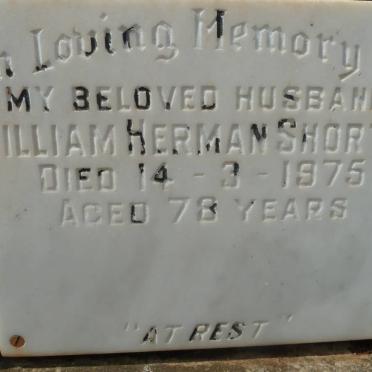 n Loving Memory
MY BELOVED HUSBAN
ILLIAM HERMAN SHORT
DIED 14 - 3 - 1975
AGED 78 YEARS
"AT REST"